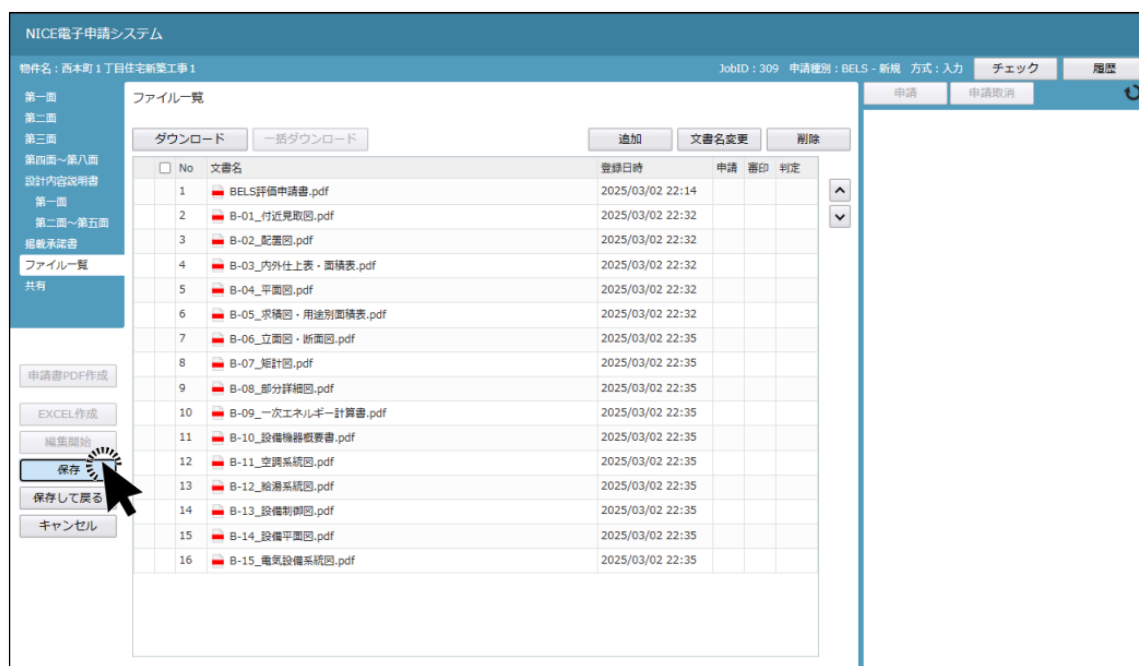 NICE電子申請システム
物件名：西本町1丁目住宅新築工事1 JobID：309 申請種別：BELS - 新規 方式：入力 チェック 履歴
申請 申請取消
第一面
第二面
第三面
第四面～第八面
設計内容説明書
第一面
第二面～第五面
掲載承諾書
ファイル一覧
共有
申請書PDF作成
EXCEL作成
編集開始
保存
保存して戻る
キャンセル
ファイル一覧
ダウンロード 一括ダウンロード 追加 文書名変更 削除
No 文書名 登録日時 申請 審印 判定
1 BELS評価申請書.pdf 2025/03/02 22:14
2 B-01_付近見取図.pdf 2025/03/02 22:32
3 B-02_配置図.pdf 2025/03/02 22:32
4 B-03_内外仕上表・面積表.pdf 2025/03/02 22:32
5 B-04_平面図.pdf 2025/03/02 22:32
6 B-05_求積図・用途別面積表.pdf 2025/03/02 22:32
7 B-06_立面図・断面図.pdf 2025/03/02 22:35
8 B-07_矩計図.pdf 2025/03/02 22:35
9 B-08_部分詳細図.pdf 2025/03/02 22:35
10 B-09_一次エネルギー計算書.pdf 2025/03/02 22:35
11 B-10_設備機器概要書.pdf 2025/03/02 22:35
12 B-11_空調系統図.pdf 2025/03/02 22:35
13 B-12_給湯系統図.pdf 2025/03/02 22:35
14 B-13_設備制御図.pdf 2025/03/02 22:35
15 B-14_設備平面図.pdf 2025/03/02 22:35
16 B-15_電気設備系統図.pdf 2025/03/02 22:35